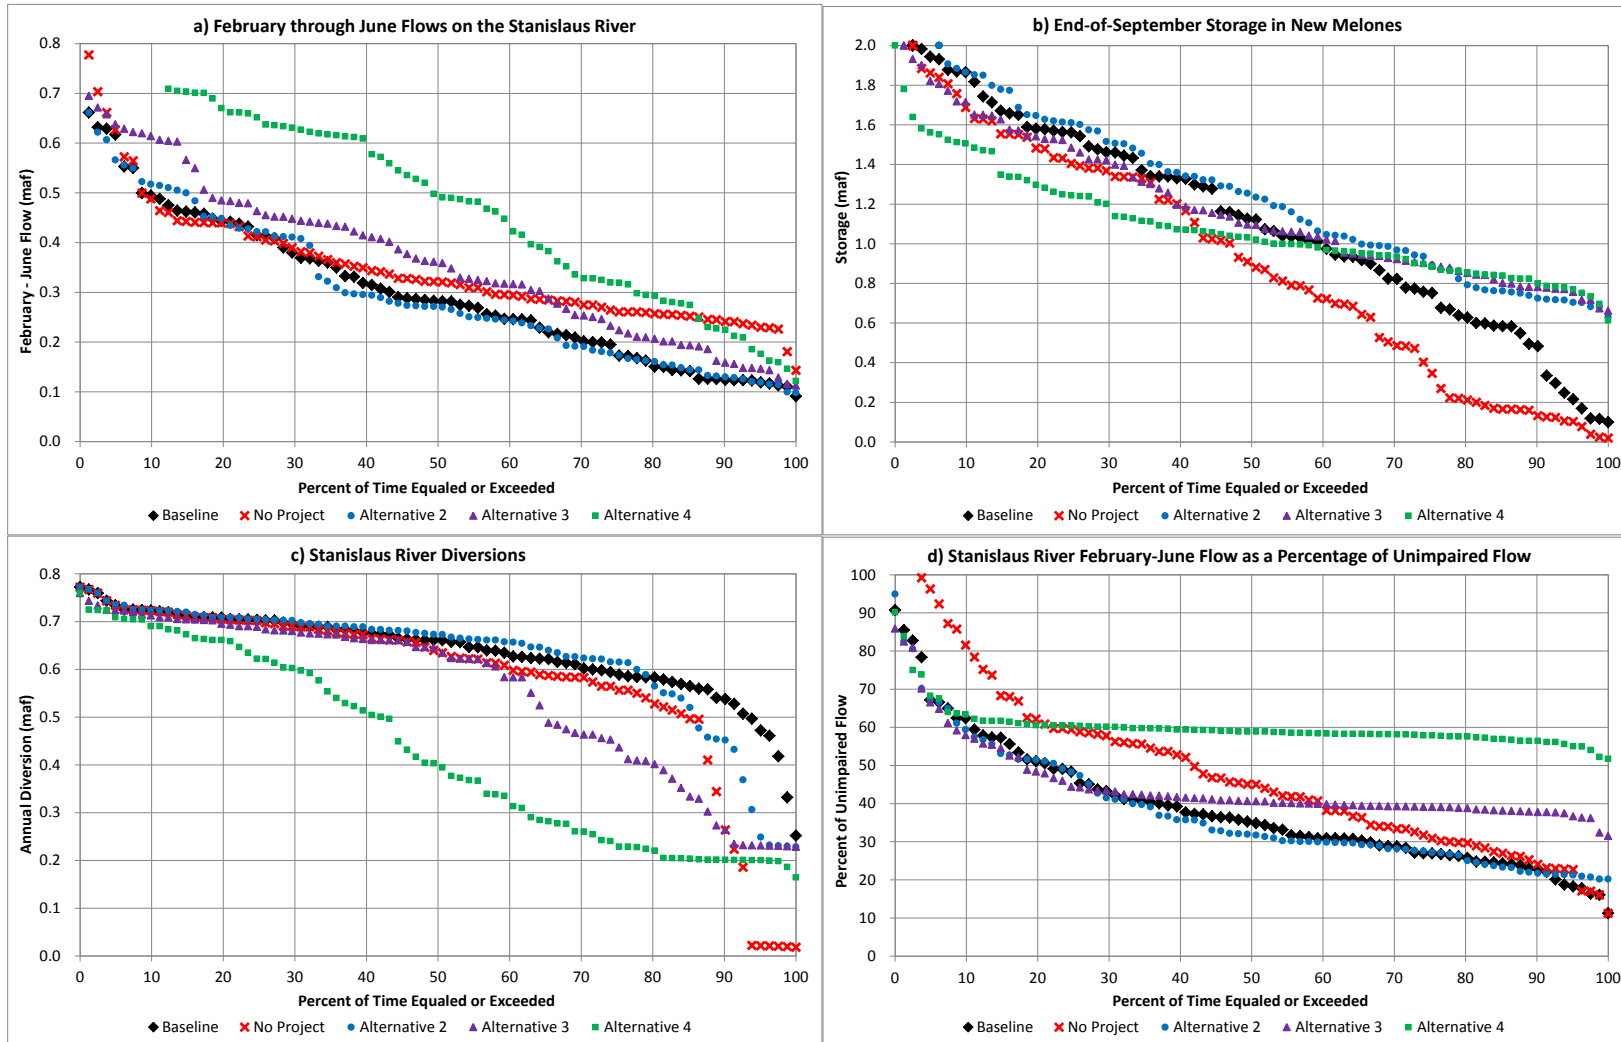 a) February through June Flows on the Stanislaus River
February - June Flow (maf)
0.8
0.7
0.6
0.5
0.4
0.3
0.2
0.1
0.0
0 10 20 30 40 50 60 70 80 90 100
Percent of Time Equaled or Exceeded
Baseline No Project Alternative 2 Alternative 3 Alternative 4
b) End-of-September Storage in New Melones
Storage (maf)
2.0
1.8
1.6
1.4
1.2
1.0
0.8
0.6
0.4
0.2
0.0
0 10 20 30 40 50 60 70 80 90 100
Percent of Time Equaled or Exceeded
Baseline No Project Alternative 2 Alternative 3 Alternative 4
c) Stanislaus River Diversions
Annual Diversion (maf)
0.8
0.7
0.6
0.5
0.4
0.3
0.2
0.1
0.0
0 10 20 30 40 50 60 70 80 90 100
Percent of Time Equaled or Exceeded
Baseline No Project Alternative 2 Alternative 3 Alternative 4
d) Stanislaus River February-June Flow as a Percentage of Unimpaired Flow
Percent of Unimpaired Flow
100
90
80
70
60
50
40
30
20
10
0
0 10 20 30 40 50 60 70 80 90 100
Percent of Time Equaled or Exceeded
Baseline No Project Alternative 2 Alternative 3 Alternative 4